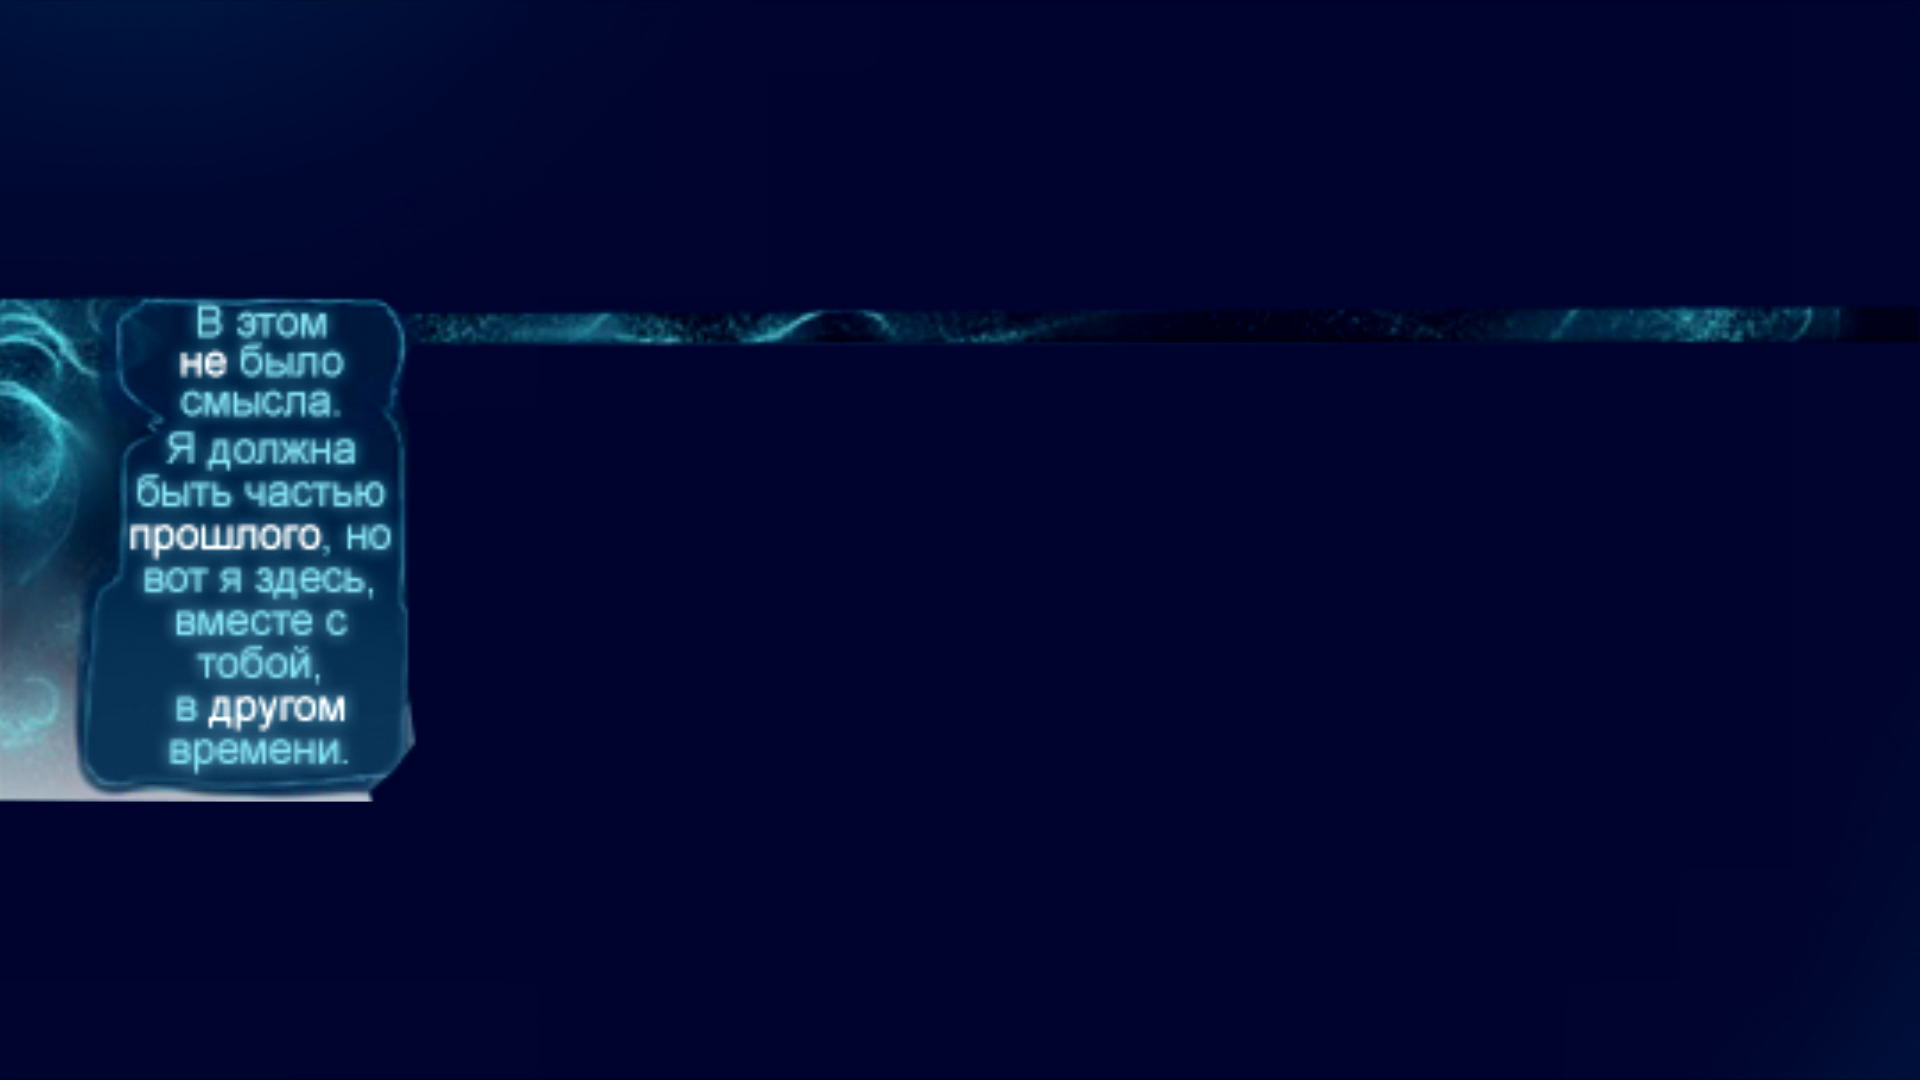 В этом
не было
смысла.
Я должна
быть частью
прошлого, но
вот я здесь,
вместе с
тобой,
в другом
времени.